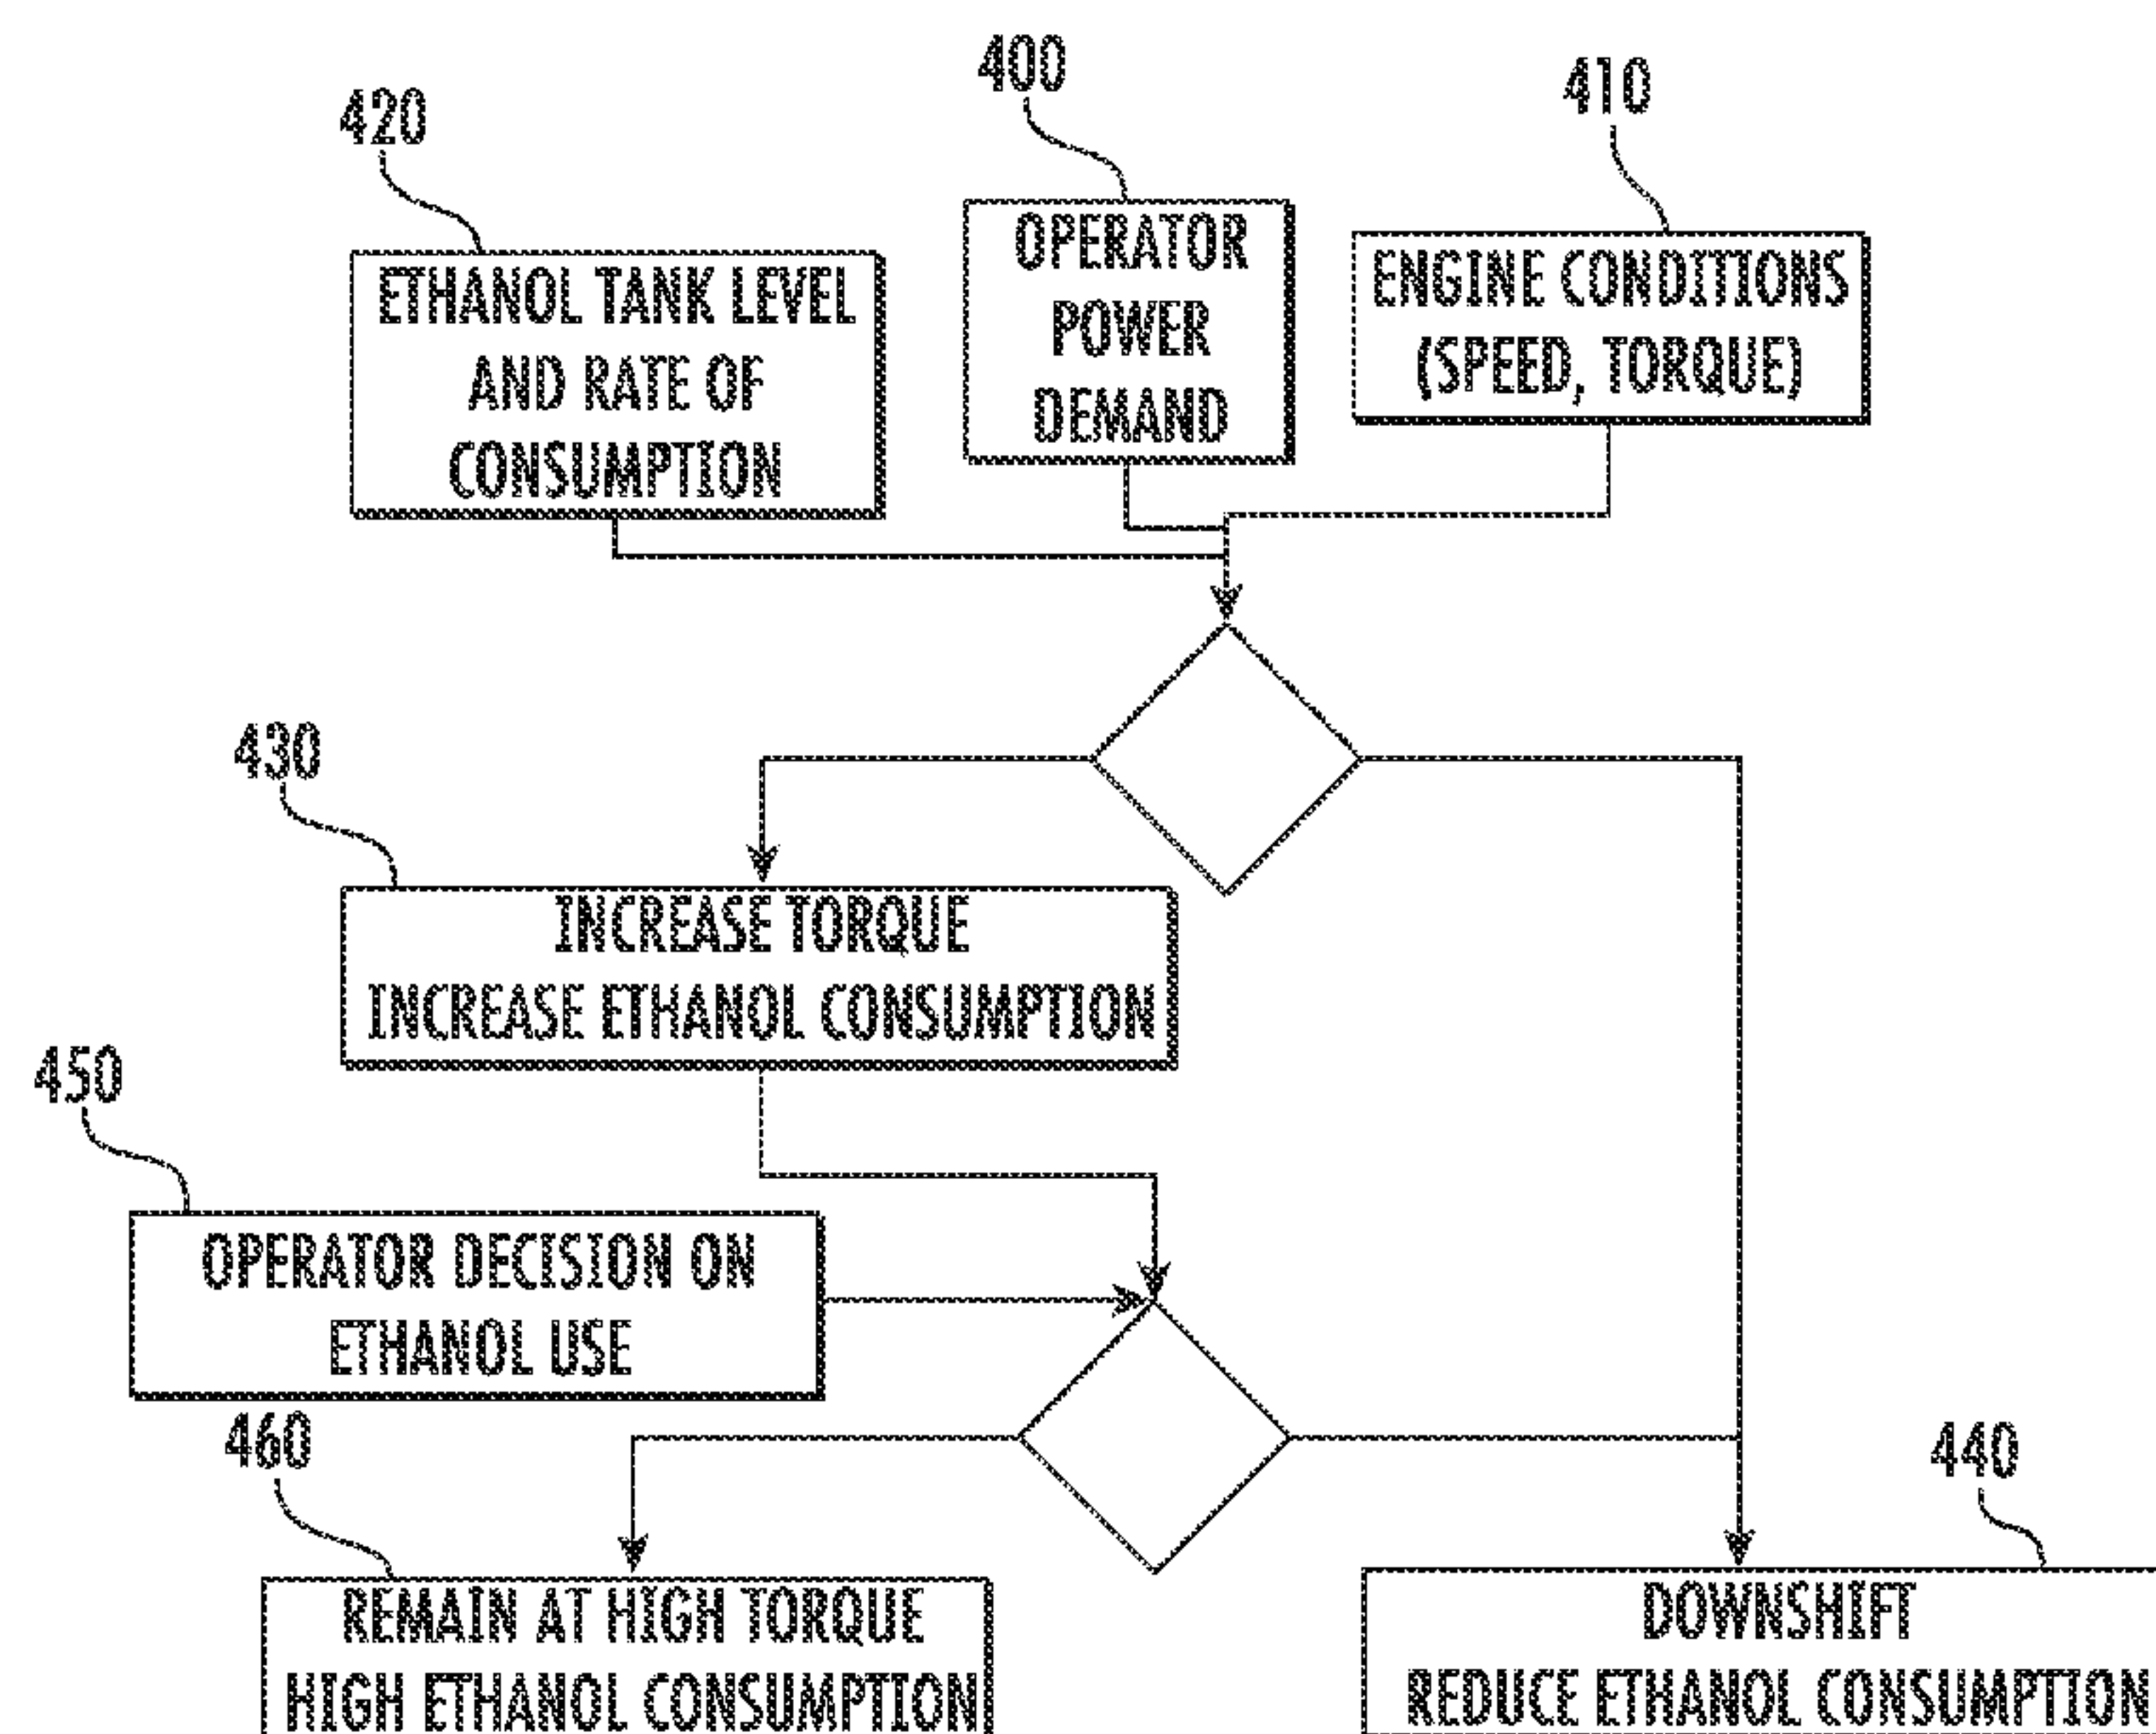 400
410
420
OPERATOR
POWER
DEMAND
ENGINE CONDITIONS
(SPEED, TORQUE)
ETHANOL TANK LEVEL
AND RATE OF
CONSUMPTION
430
INCREASE TORQUE
INCREASE ETHANOL CONSUMPTION
450
OPERATOR DECISION ON
ETHANOL USE
460
440
REMAIN AT HIGH TORQUE
HIGH ETHANOL CONSUMPTION
DOWNSHIFT
REDUCE ETHANOL CONSUMPTION